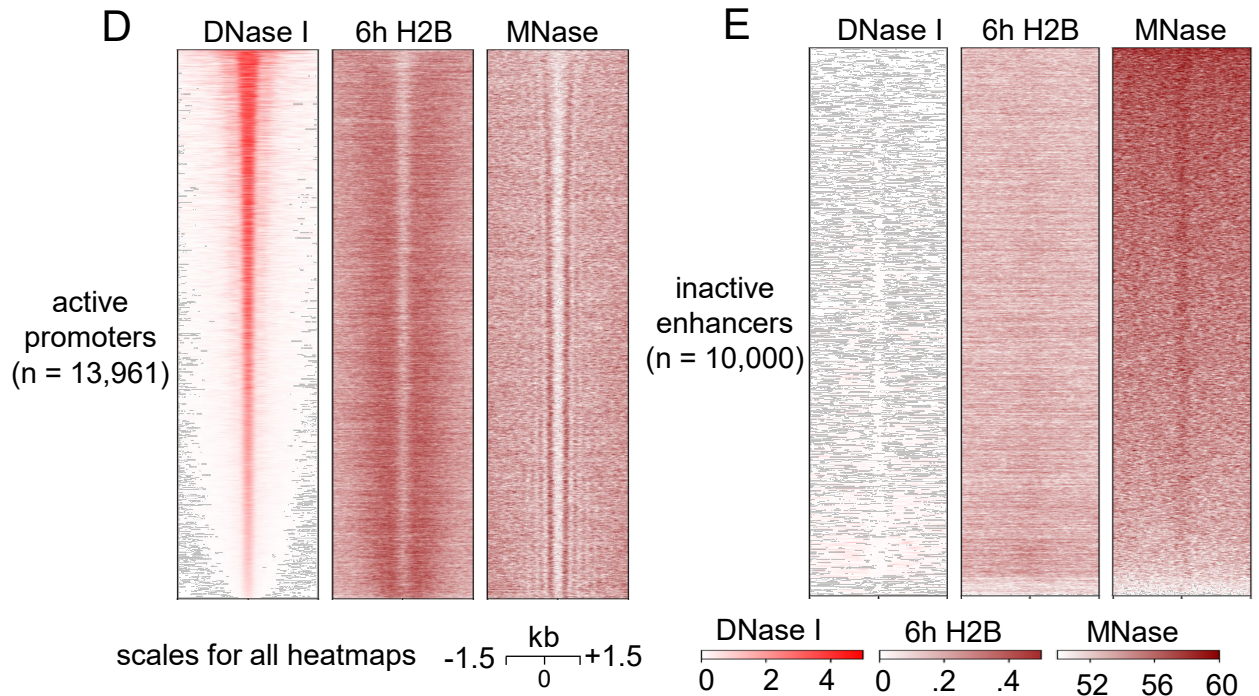 D
DNase I 6h H2B MNase
active
promoters
(n = 13,961)
E
DNase I 6h H2B MNase
inactive
enhancers
(n = 10,000)
scales for all heatmaps
-1.5 kb +1.5
0
DNase I
0 2 4
6h H2B
0 .2 .4
MNase
52 56 60